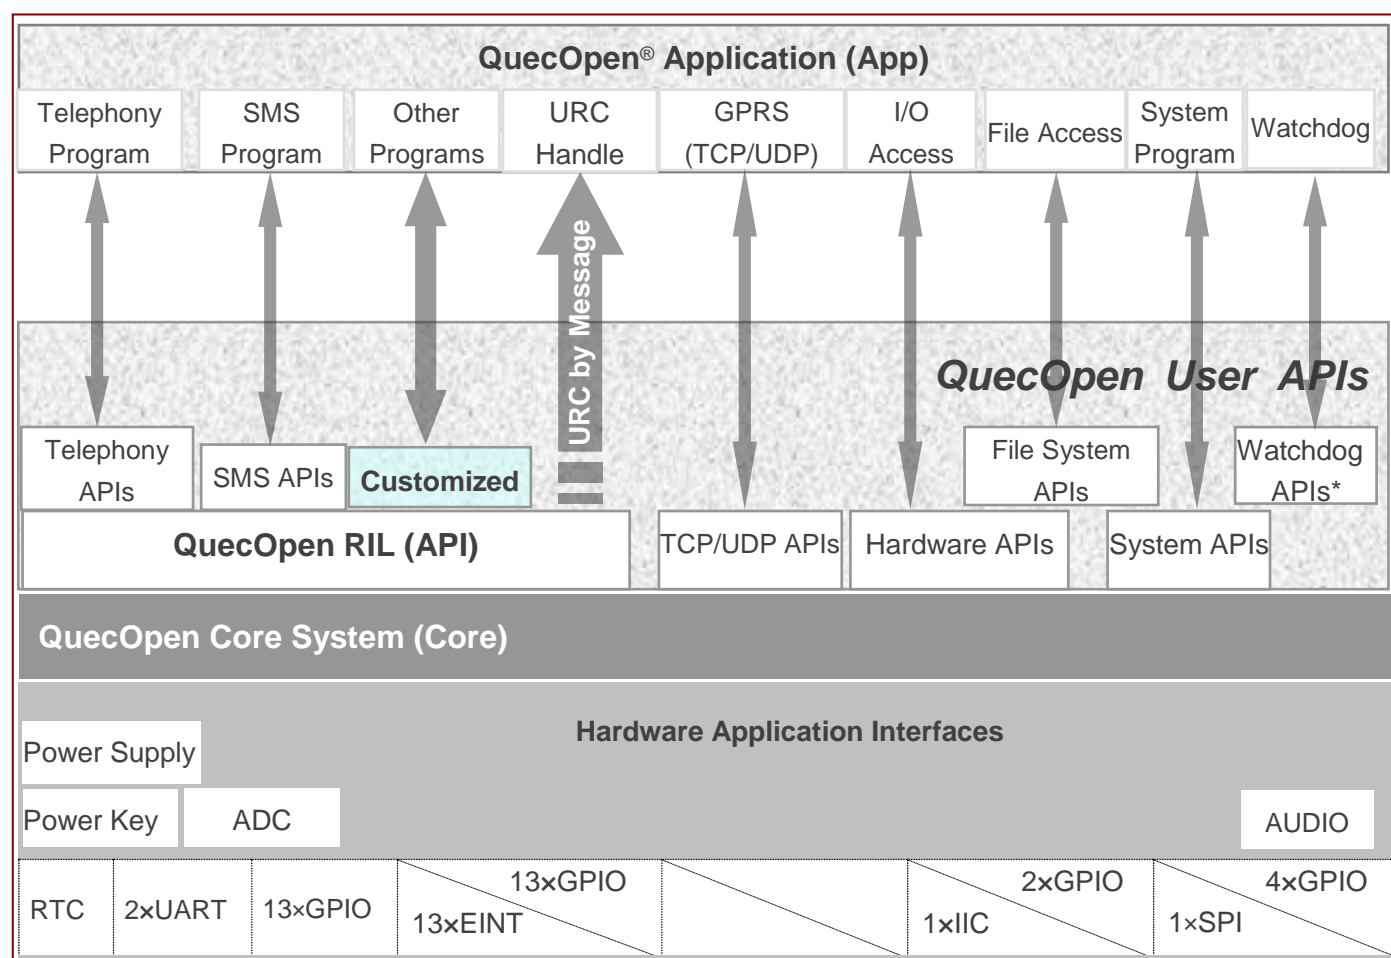 QuecOpen® Application (App)
Telephony
Program
SMS
Program
Other
Programs
URC
Handle
GPRS
(TCP/UDP)
I/O
Access
File Access
System
Program
Watchdog
URC by Message
QuecOpen User APIs
Telephony
APIs
SMS APIs
Customized
File System
APIs
Watchdog
APIs*
QuecOpen RIL (API)
TCP/UDP APIs
Hardware APIs
System APIs
QuecOpen Core System (Core)
Hardware Application Interfaces
Power Supply
Power Key
ADC
AUDIO
RTC
2×UART
13×GPIO
13×GPIO
13×EINT
2×GPIO
1×IIC
4×GPIO
1×SPI